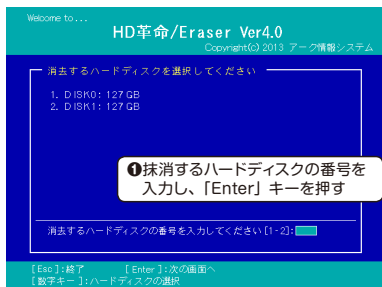 Welcome to...
HD革命/Eraser Ver4.0
Copyright(C) 2013 アーク情報システム
消去するハードディスクを選択してください
1. DISK0: 127 GB
2. DISK1: 127 GB
❶抹消するハードディスクの番号を
入力し、「Enter」キーを押す
消去するハードディスクの番号を入力してください[1-2]:
[Esc]:終了 [Enter]:次の画面へ
[数字キー]:ハードディスクの選択